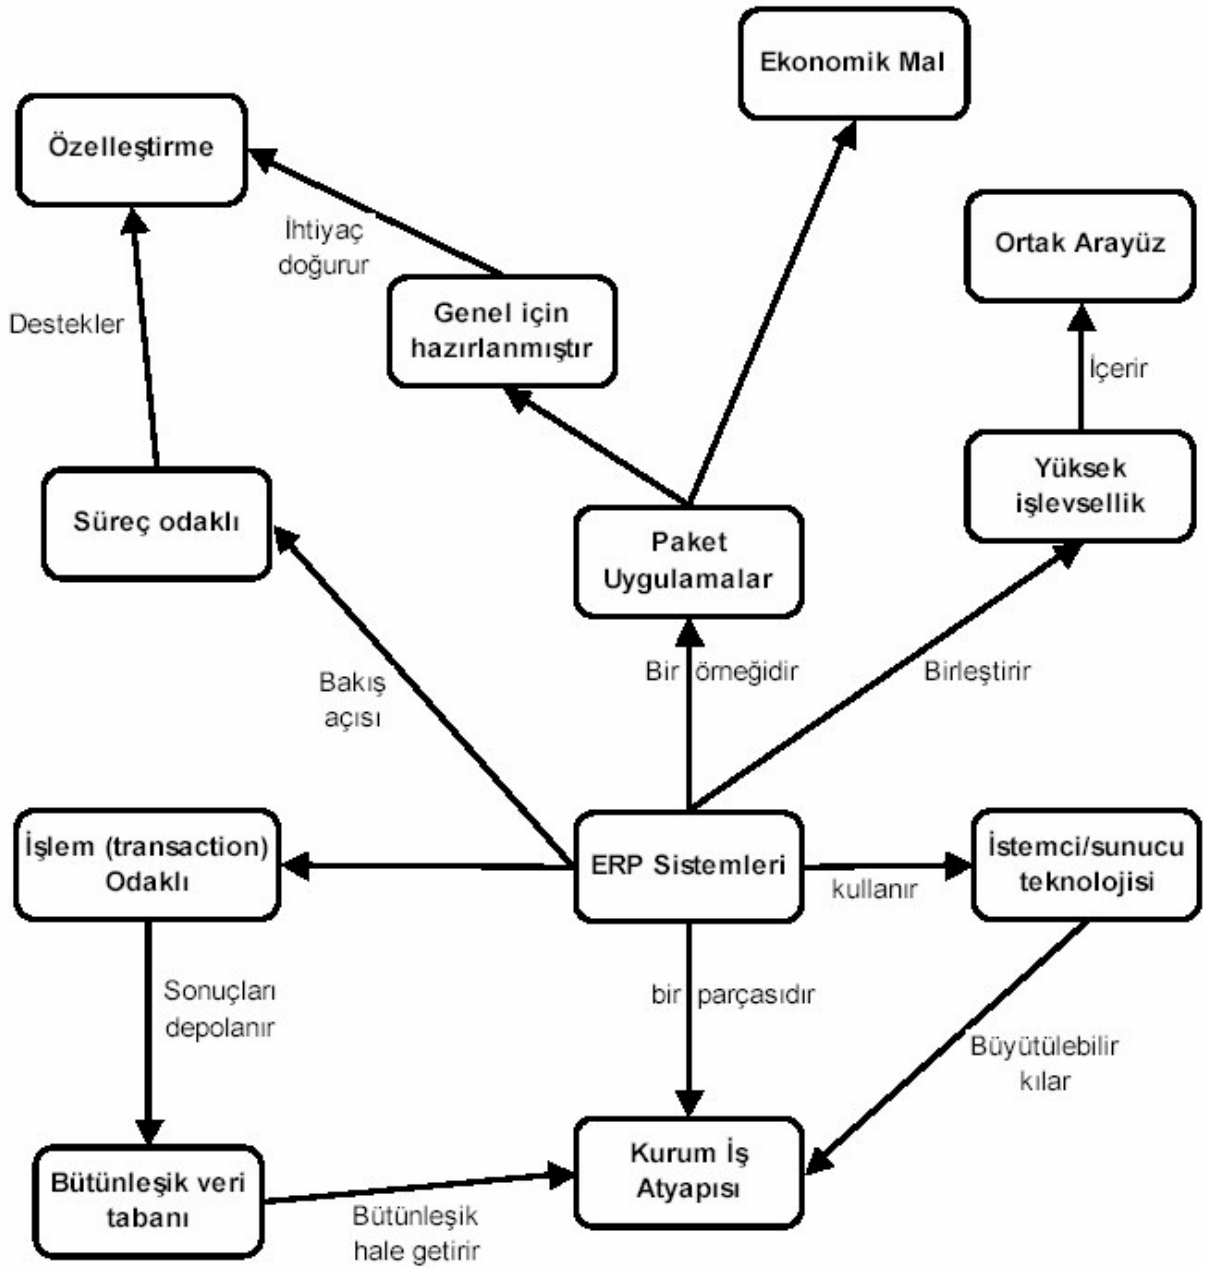 Ekonomik Mal
Özelleştirme
Ortak Arayüz
İhtiyaç
doğurur
Genel için
hazırlanmıştır
Destekler
İçerir
Yüksek
işlevsellik
Süreç odaklı
Paket
Uygulamalar
Bir örneğidir
Birleştirir
Bakış
açısı
İşlem (transaction)
Odaklı
ERP Sistemleri
kullanır
İstemci/sunucu
teknolojisi
Sonuçları
depolanır
bir parçasıdır
Büyütülebilir
kılar
Bütünleşik veri
tabanı
Kurum İş
Atyapısı
Bütünleşik
hale getirir